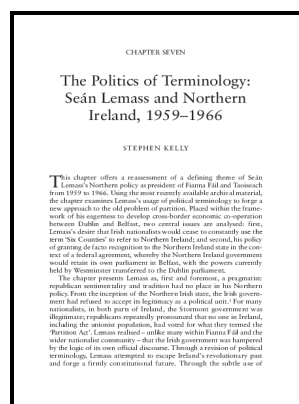 CHAPTER SEVEN
The Politics of Terminology:
Seán Lemass and Northern
Ireland, 1959–1966
STEPHEN KELLY
This chapter offers a reassessment of a defining theme of Seán
Lemass's Northern policy as president of Fianna Fáil and Taoiseach
from 1959 to 1966. Using the most recently available archival material,
the chapter examines Lemass's usage of political terminology to forge a
new approach to the old problem of partition. Placed within the frame-
work of his eagerness to develop cross-border economic co-operation
between Dublin and Belfast, two central issues are analysed: first,
Lemass's desire that Irish nationalists would cease to constantly use the
term 'Six Counties' to refer to Northern Ireland; and second, his policy
of granting de facto recognition to the Northern Ireland state in the con-
text of a federal agreement, whereby the Northern Ireland government
would retain its own parliament in Belfast, with the powers currently
held by Westminster transferred to the Dublin parliament.
The chapter presents Lemass as, first and foremost, a pragmatist:
republican sentimentality and tradition had no place in his Northern
policy. From the inception of the Northern Irish state, the Irish govern-
ment had refused to accept its legitimacy as a political unit.¹ For many
nationalists, in both parts of Ireland, the Stormont government was
illegitimate; republicans repeatedly pronounced that no one in Ireland,
including the unionist population, had voted for what they termed the
'Partition Act'. Lemass realised – unlike many within Fianna Fáil and the
wider nationalist community – that the Irish government was hampered
by the logic of its own official discourse. Through a revision of political
terminology, Lemass attempted to escape Ireland's revolutionary past
and forge a firmly constitutional future. Through the subtle use of